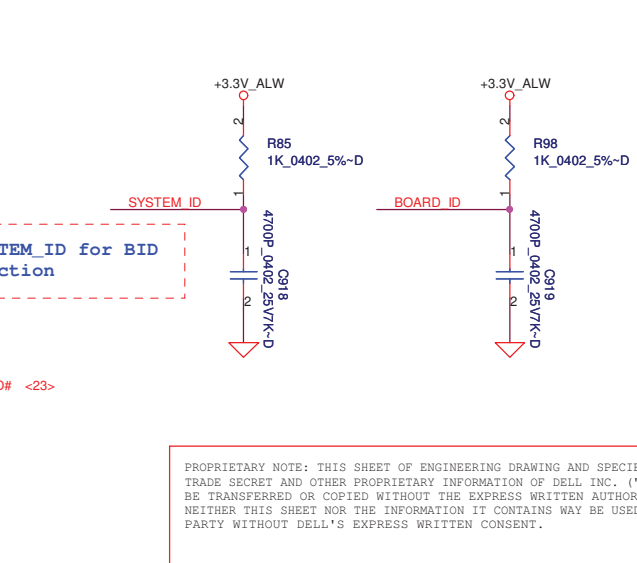 +3.3V_ALW
+3.3V_ALW
2
2
R85
1K_0402_5%~D
R98
1K_0402_5%~D
1
1
SYSTEM_ID
BOARD_ID
TEM_ID for BID
ction
1
2
4700P_0402_25V7K~D
C918
1
2
4700P_0402_25V7K~D
C919
# <23>
PROPRIETARY NOTE: THIS SHEET OF ENGINEERING DRAWING AND SPECIF
TRADE SECRET AND OTHER PROPRIETARY INFORMATION OF DELL INC. ("
BE TRANSFERRED OR COPIED WITHOUT THE EXPRESS WRITTEN AUTHOR
NEITHER THIS SHEET NOR THE INFORMATION IT CONTAINS WAY BE USED
PARTY WITHOUT DELL'S EXPRESS WRITTEN CONSENT.